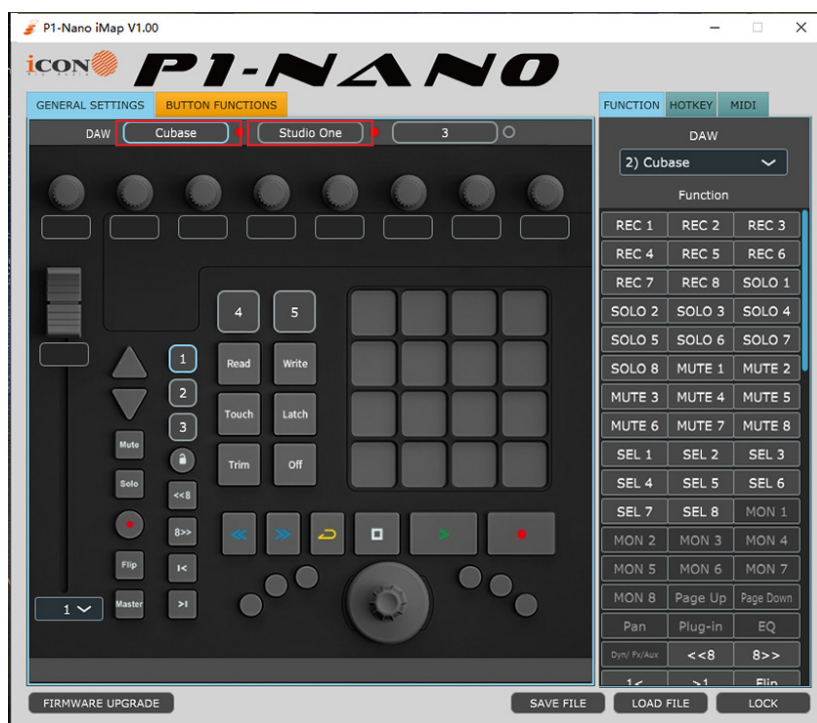 P1-Nano iMap V1.00
iCON P1-NANO
GENERAL SETTINGS BUTTON FUNCTIONS
DAW Cubase Studio One 3
4 5
1 Read Write
2
3 Touch Latch
Mute
Trim Off
Solo
<<8
8>>
Flip I<
1 Master >I
FIRMWARE UPGRADE SAVE FILE LOAD FILE LOCK
FUNCTION HOTKEY MIDI
DAW
2) Cubase
Function
REC 1 REC 2 REC 3
REC 4 REC 5 REC 6
REC 7 REC 8 SOLO 1
SOLO 2 SOLO 3 SOLO 4
SOLO 5 SOLO 6 SOLO 7
SOLO 8 MUTE 1 MUTE 2
MUTE 3 MUTE 4 MUTE 5
MUTE 6 MUTE 7 MUTE 8
SEL 1 SEL 2 SEL 3
SEL 4 SEL 5 SEL 6
SEL 7 SEL 8 MON 1
MON 2 MON 3 MON 4
MON 5 MON 6 MON 7
MON 8 Page Up Page Down
Pan Plug-in EQ
Dyn/ Fx/Aux <<8 8>>
1< >1 Flip